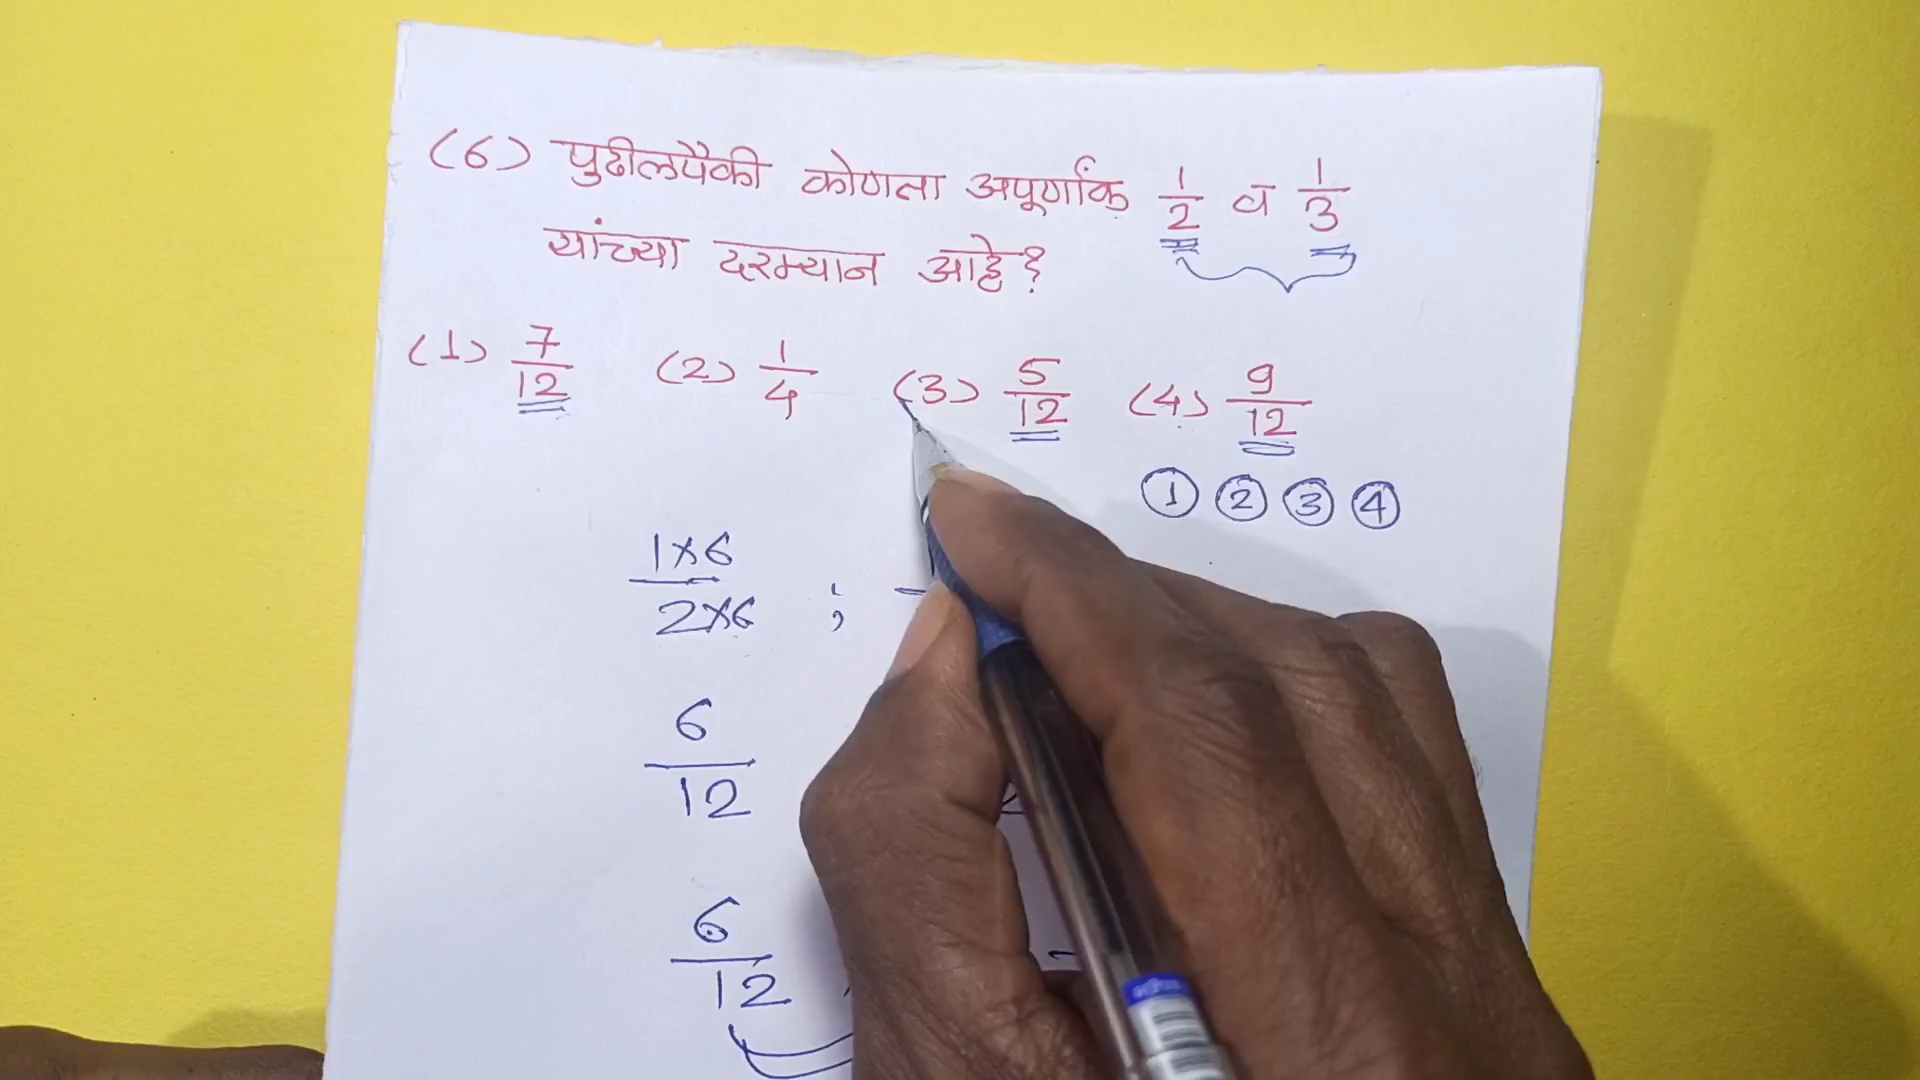 (6) पुढीलपैकी कोणता अपूर्णांक 1/2 व 1/3
यांच्या दरम्यान आहे?
(1) 7/12 (2) 1/4 (3) 5/12 (4) 9/12
① ② ③ ④
1×6/2×6 ;
6/12
6/12